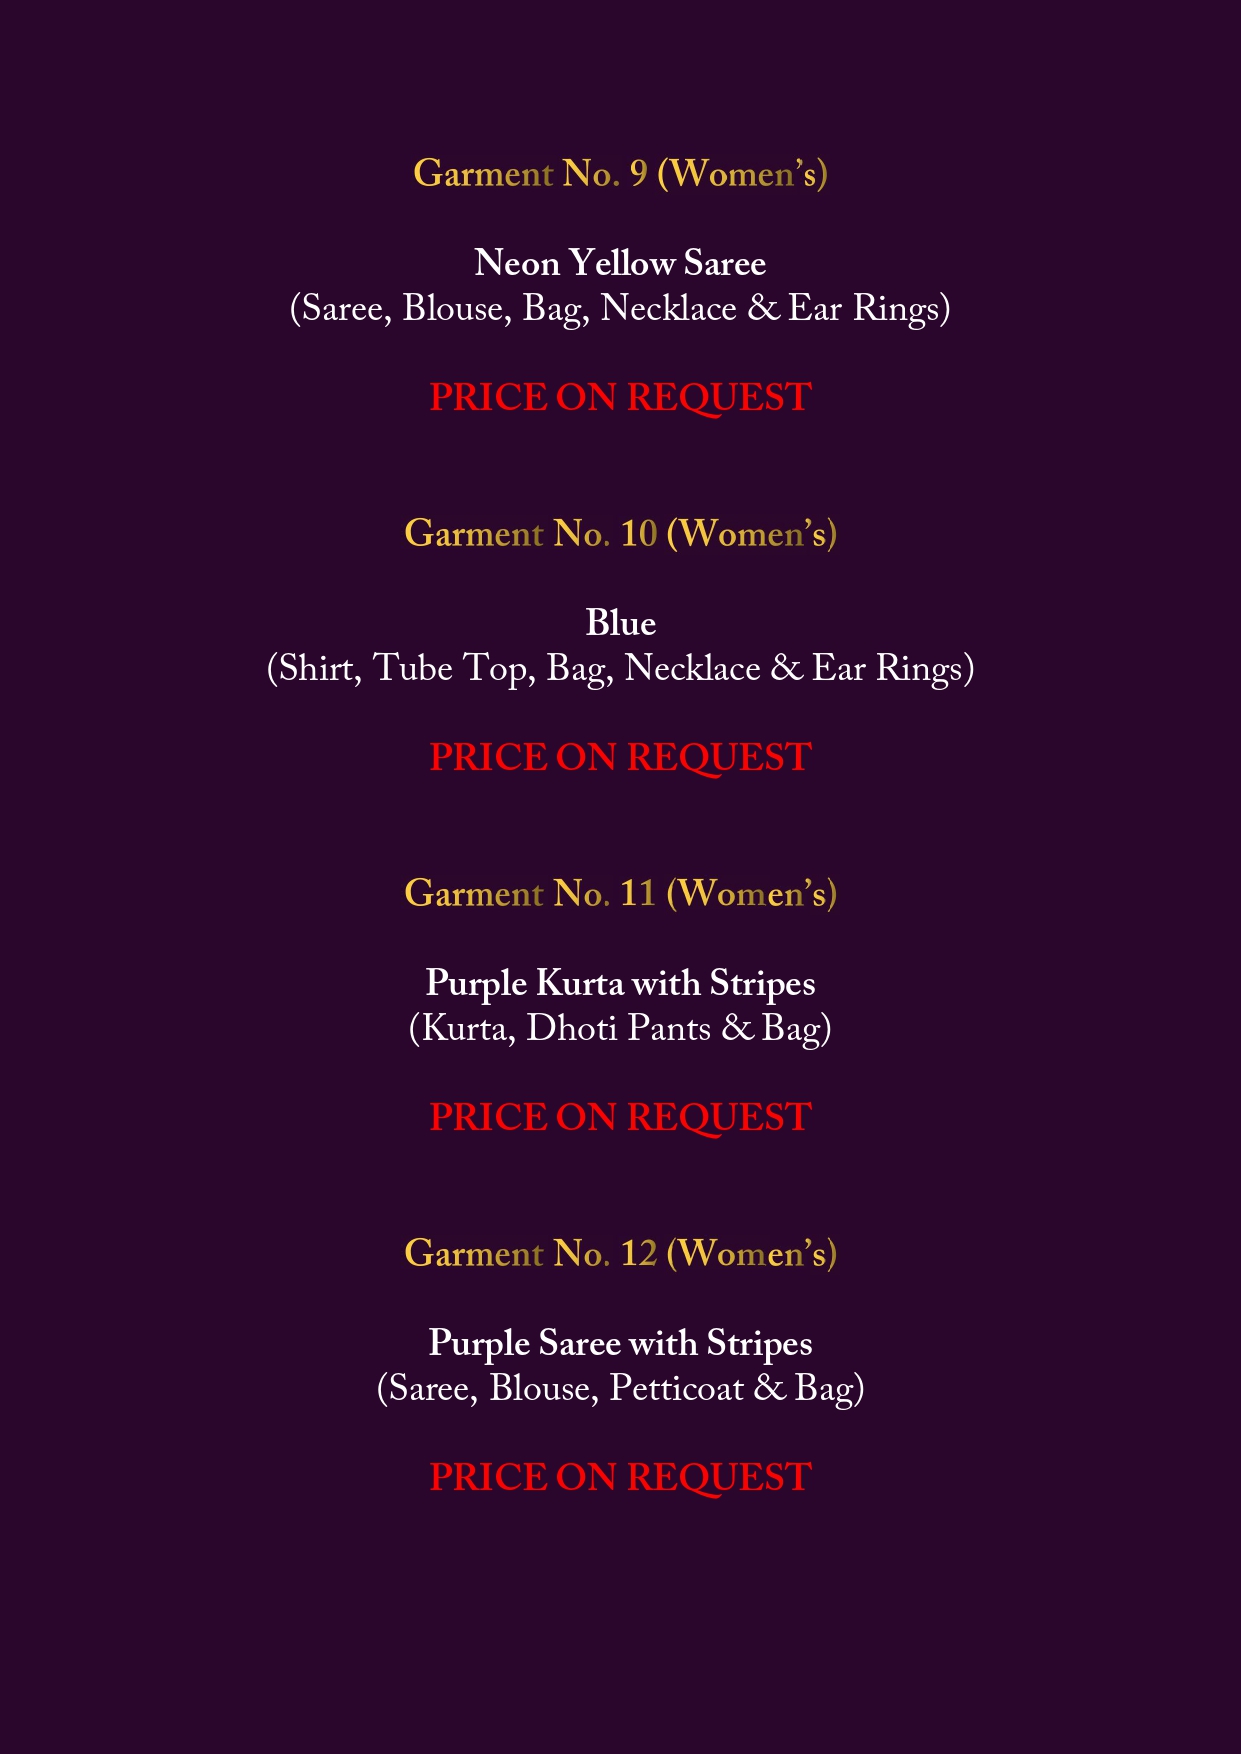 Garment No. 9 (Women’s)
Neon Yellow Saree
(Saree, Blouse, Bag, Necklace & Ear Rings)
PRICE ON REQUEST
Garment No. 10 (Women’s)
Blue
(Shirt, Tube Top, Bag, Necklace & Ear Rings)
PRICE ON REQUEST
Garment No. 11 (Women’s)
Purple Kurta with Stripes
(Kurta, Dhoti Pants & Bag)
PRICE ON REQUEST
Garment No. 12 (Women’s)
Purple Saree with Stripes
(Saree, Blouse, Petticoat & Bag)
PRICE ON REQUEST